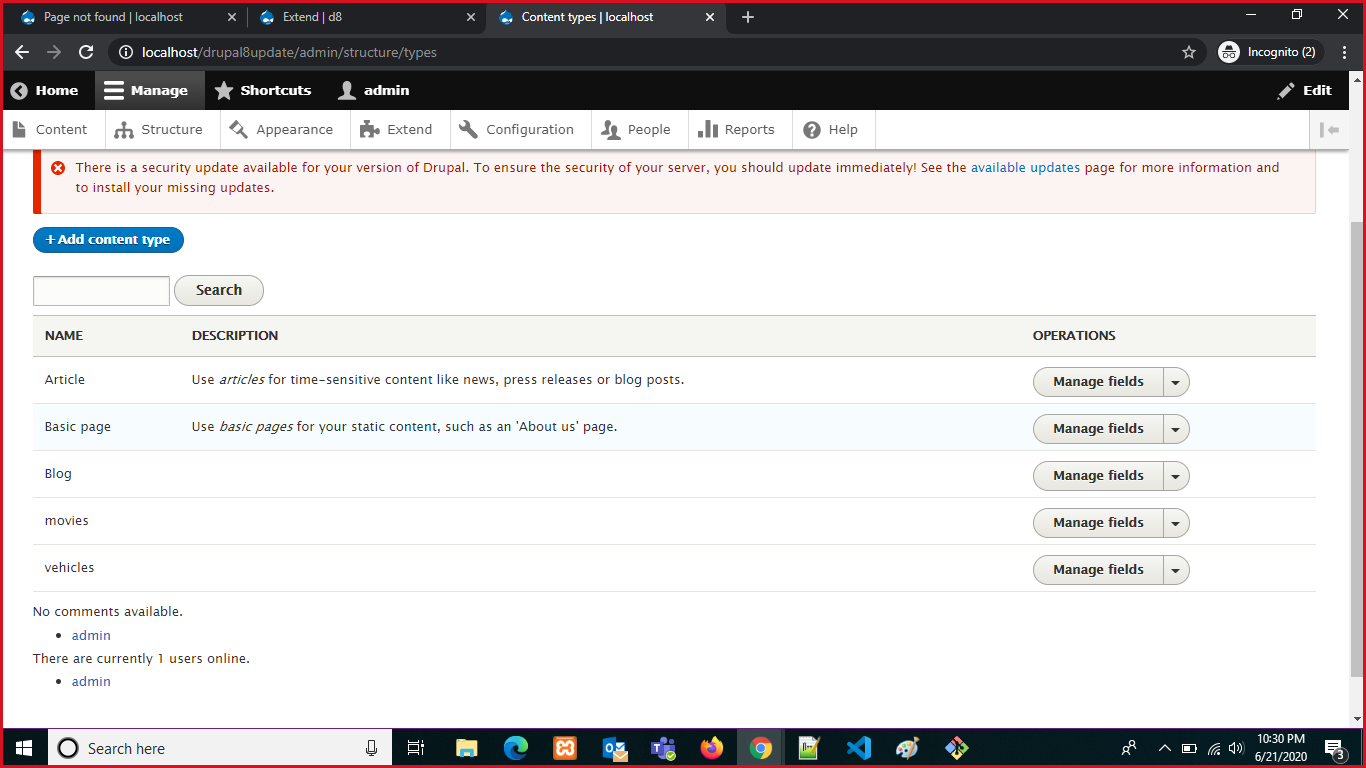 Page not found | localhost
Extend | d8
Content types | localhost
localhost/drupal8update/admin/structure/types
Incognito (2)
Home
Manage
Shortcuts
admin
Edit
Content
Structure
Appearance
Extend
Configuration
People
Reports
Help
There is a security update available for your version of Drupal. To ensure the security of your server, you should update immediately! See the available updates page for more information and
to install your missing updates.
+ Add content type
Search
NAME DESCRIPTION OPERATIONS
Article Use articles for time-sensitive content like news, press releases or blog posts. Manage fields
Basic page Use basic pages for your static content, such as an 'About us' page. Manage fields
Blog Manage fields
movies Manage fields
vehicles Manage fields
No comments available.
admin
There are currently 1 users online.
admin
Search here
10:30 PM
6/21/2020
3